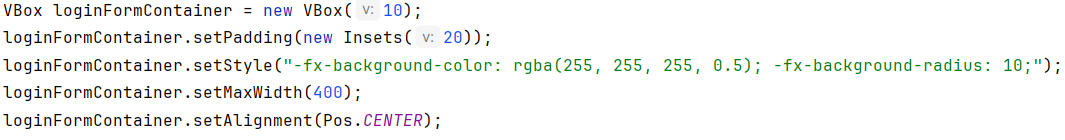 VBox loginFormContainer = new VBox( v: 10);
loginFormContainer.setPadding(new Insets( v: 20));
loginFormContainer.setStyle("-fx-background-color: rgba(255, 255, 255, 0.5); -fx-background-radius: 10;");
loginFormContainer.setMaxWidth(400);
loginFormContainer.setAlignment(Pos.CENTER);